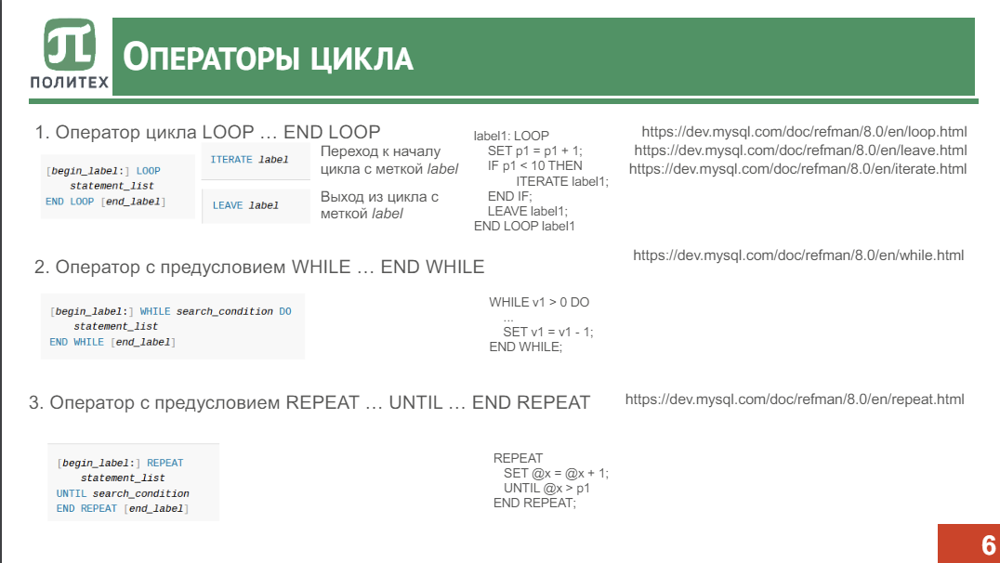 ПОЛИТЕХ
ОПЕРАТОРЫ ЦИКЛА
1. Оператор цикла LOOP … END LOOP
[begin_label:] LOOP
statement_list
END LOOP [end_label]
ITERATE label
Переход к началу
цикла с меткой label
LEAVE label
Выход из цикла с
меткой label
label1: LOOP
SET p1 = p1 + 1;
IF p1 < 10 THEN
ITERATE label1;
END IF;
LEAVE label1;
END LOOP label1
https://dev.mysql.com/doc/refman/8.0/en/loop.html
https://dev.mysql.com/doc/refman/8.0/en/leave.html
https://dev.mysql.com/doc/refman/8.0/en/iterate.html
2. Оператор с предусловием WHILE … END WHILE
https://dev.mysql.com/doc/refman/8.0/en/while.html
[begin_label:] WHILE search_condition DO
statement_list
END WHILE [end_label]
WHILE v1 > 0 DO
...
SET v1 = v1 - 1;
END WHILE;
3. Оператор с предусловием REPEAT … UNTIL … END REPEAT
https://dev.mysql.com/doc/refman/8.0/en/repeat.html
[begin_label:] REPEAT
statement_list
UNTIL search_condition
END REPEAT [end_label]
REPEAT
SET @x = @x + 1;
UNTIL @x > p1
END REPEAT;
6